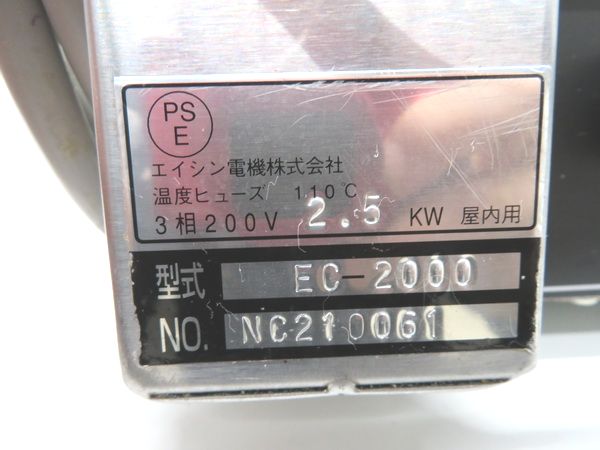 PS
E
エイシン電機株式会社
温度ヒューズ 110C
3相200V 2.5 KW 屋内用
型式 EC-2000
NO. NC210061